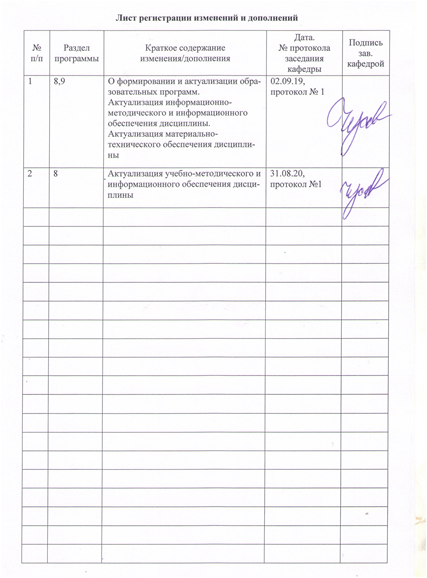 Лист регистрации изменений и дополнений
№ п/п
Раздел программы
Краткое содержание изменения/дополнения
Дата. № протокола заседания кафедры
Подпись зав. кафедрой
1
8,9
О формировании и актуализации обра-
зовательных программ.
Актуализация информационно-
методического и информационного
обеспечения дисциплины.
Актуализация материально-
технического обеспечения дисципли-
ны
02.09.19,
протокол № 1
2
8
Актуализация учебно-методического и
информационного обеспечения дисци-
плины
31.08.20,
протокол №1